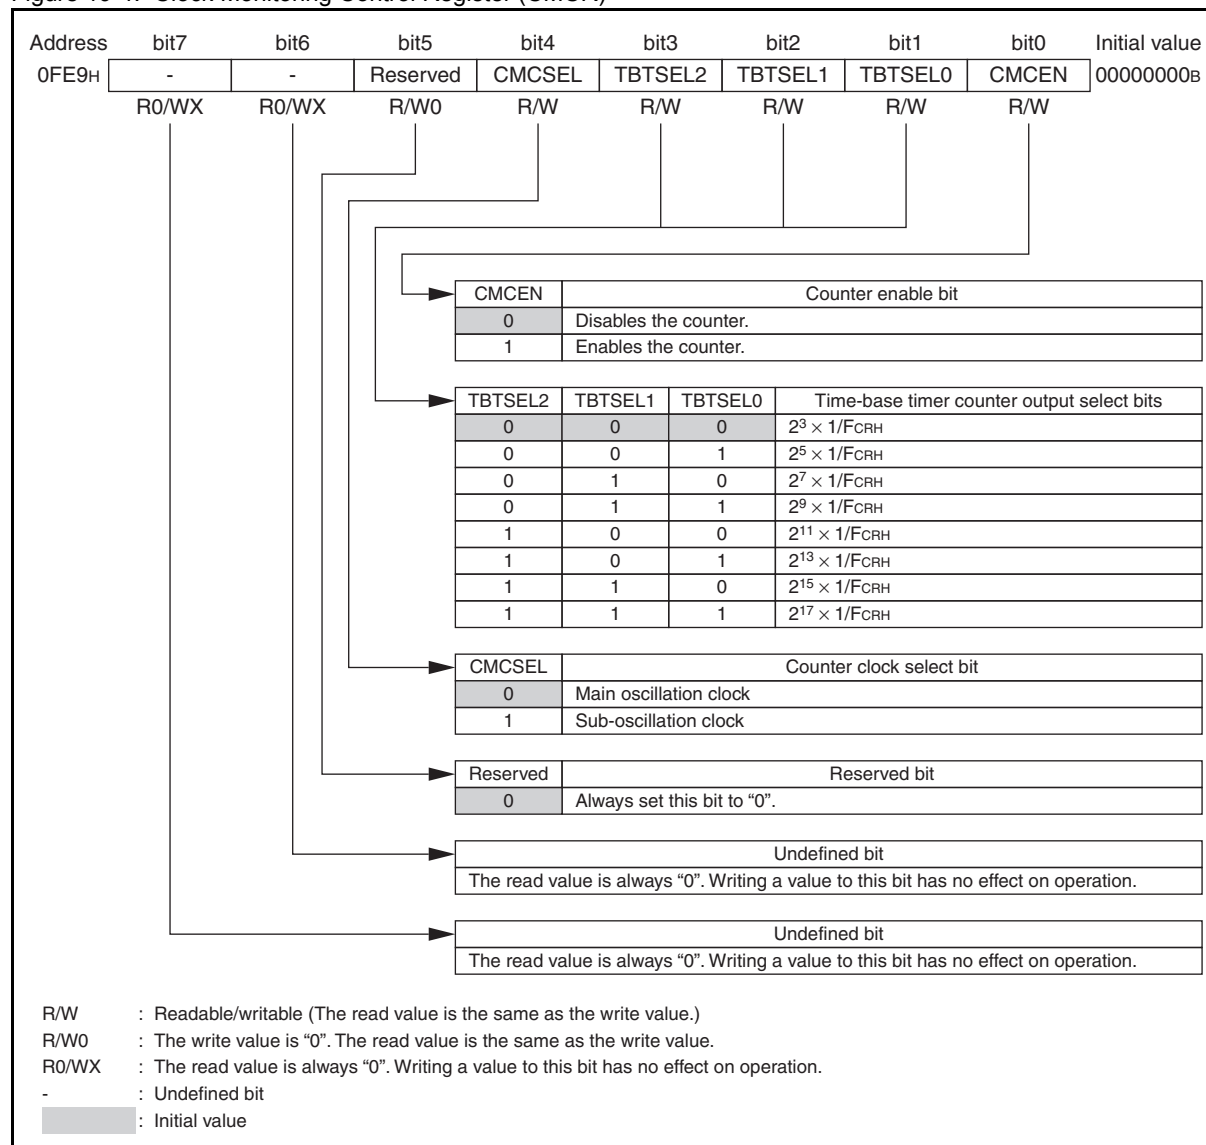 Address bit7 bit6 bit5 bit4 bit3 bit2 bit1 bit0 Initial value
0FE9H - - Reserved CMCSEL TBTSEL2 TBTSEL1 TBTSEL0 CMCEN 00000000B
R0/WX R0/WX R/W0 R/W R/W R/W R/W R/W
CMCEN Counter enable bit
0 Disables the counter.
1 Enables the counter.
TBTSEL2 TBTSEL1 TBTSEL0 Time-base timer counter output select bits
0 0 0 2³ × 1/FCRH
0 0 1 2⁵ × 1/FCRH
0 1 0 2⁷ × 1/FCRH
0 1 1 2⁹ × 1/FCRH
1 0 0 2¹¹ × 1/FCRH
1 0 1 2¹³ × 1/FCRH
1 1 0 2¹⁵ × 1/FCRH
1 1 1 2¹⁷ × 1/FCRH
CMCSEL Counter clock select bit
0 Main oscillation clock
1 Sub-oscillation clock
Reserved Reserved bit
0 Always set this bit to “0”.
Undefined bit
The read value is always “0”. Writing a value to this bit has no effect on operation.
Undefined bit
The read value is always “0”. Writing a value to this bit has no effect on operation.
R/W : Readable/writable (The read value is the same as the write value.)
R/W0 : The write value is “0”. The read value is the same as the write value.
R0/WX : The read value is always “0”. Writing a value to this bit has no effect on operation.
- : Undefined bit
: Initial value